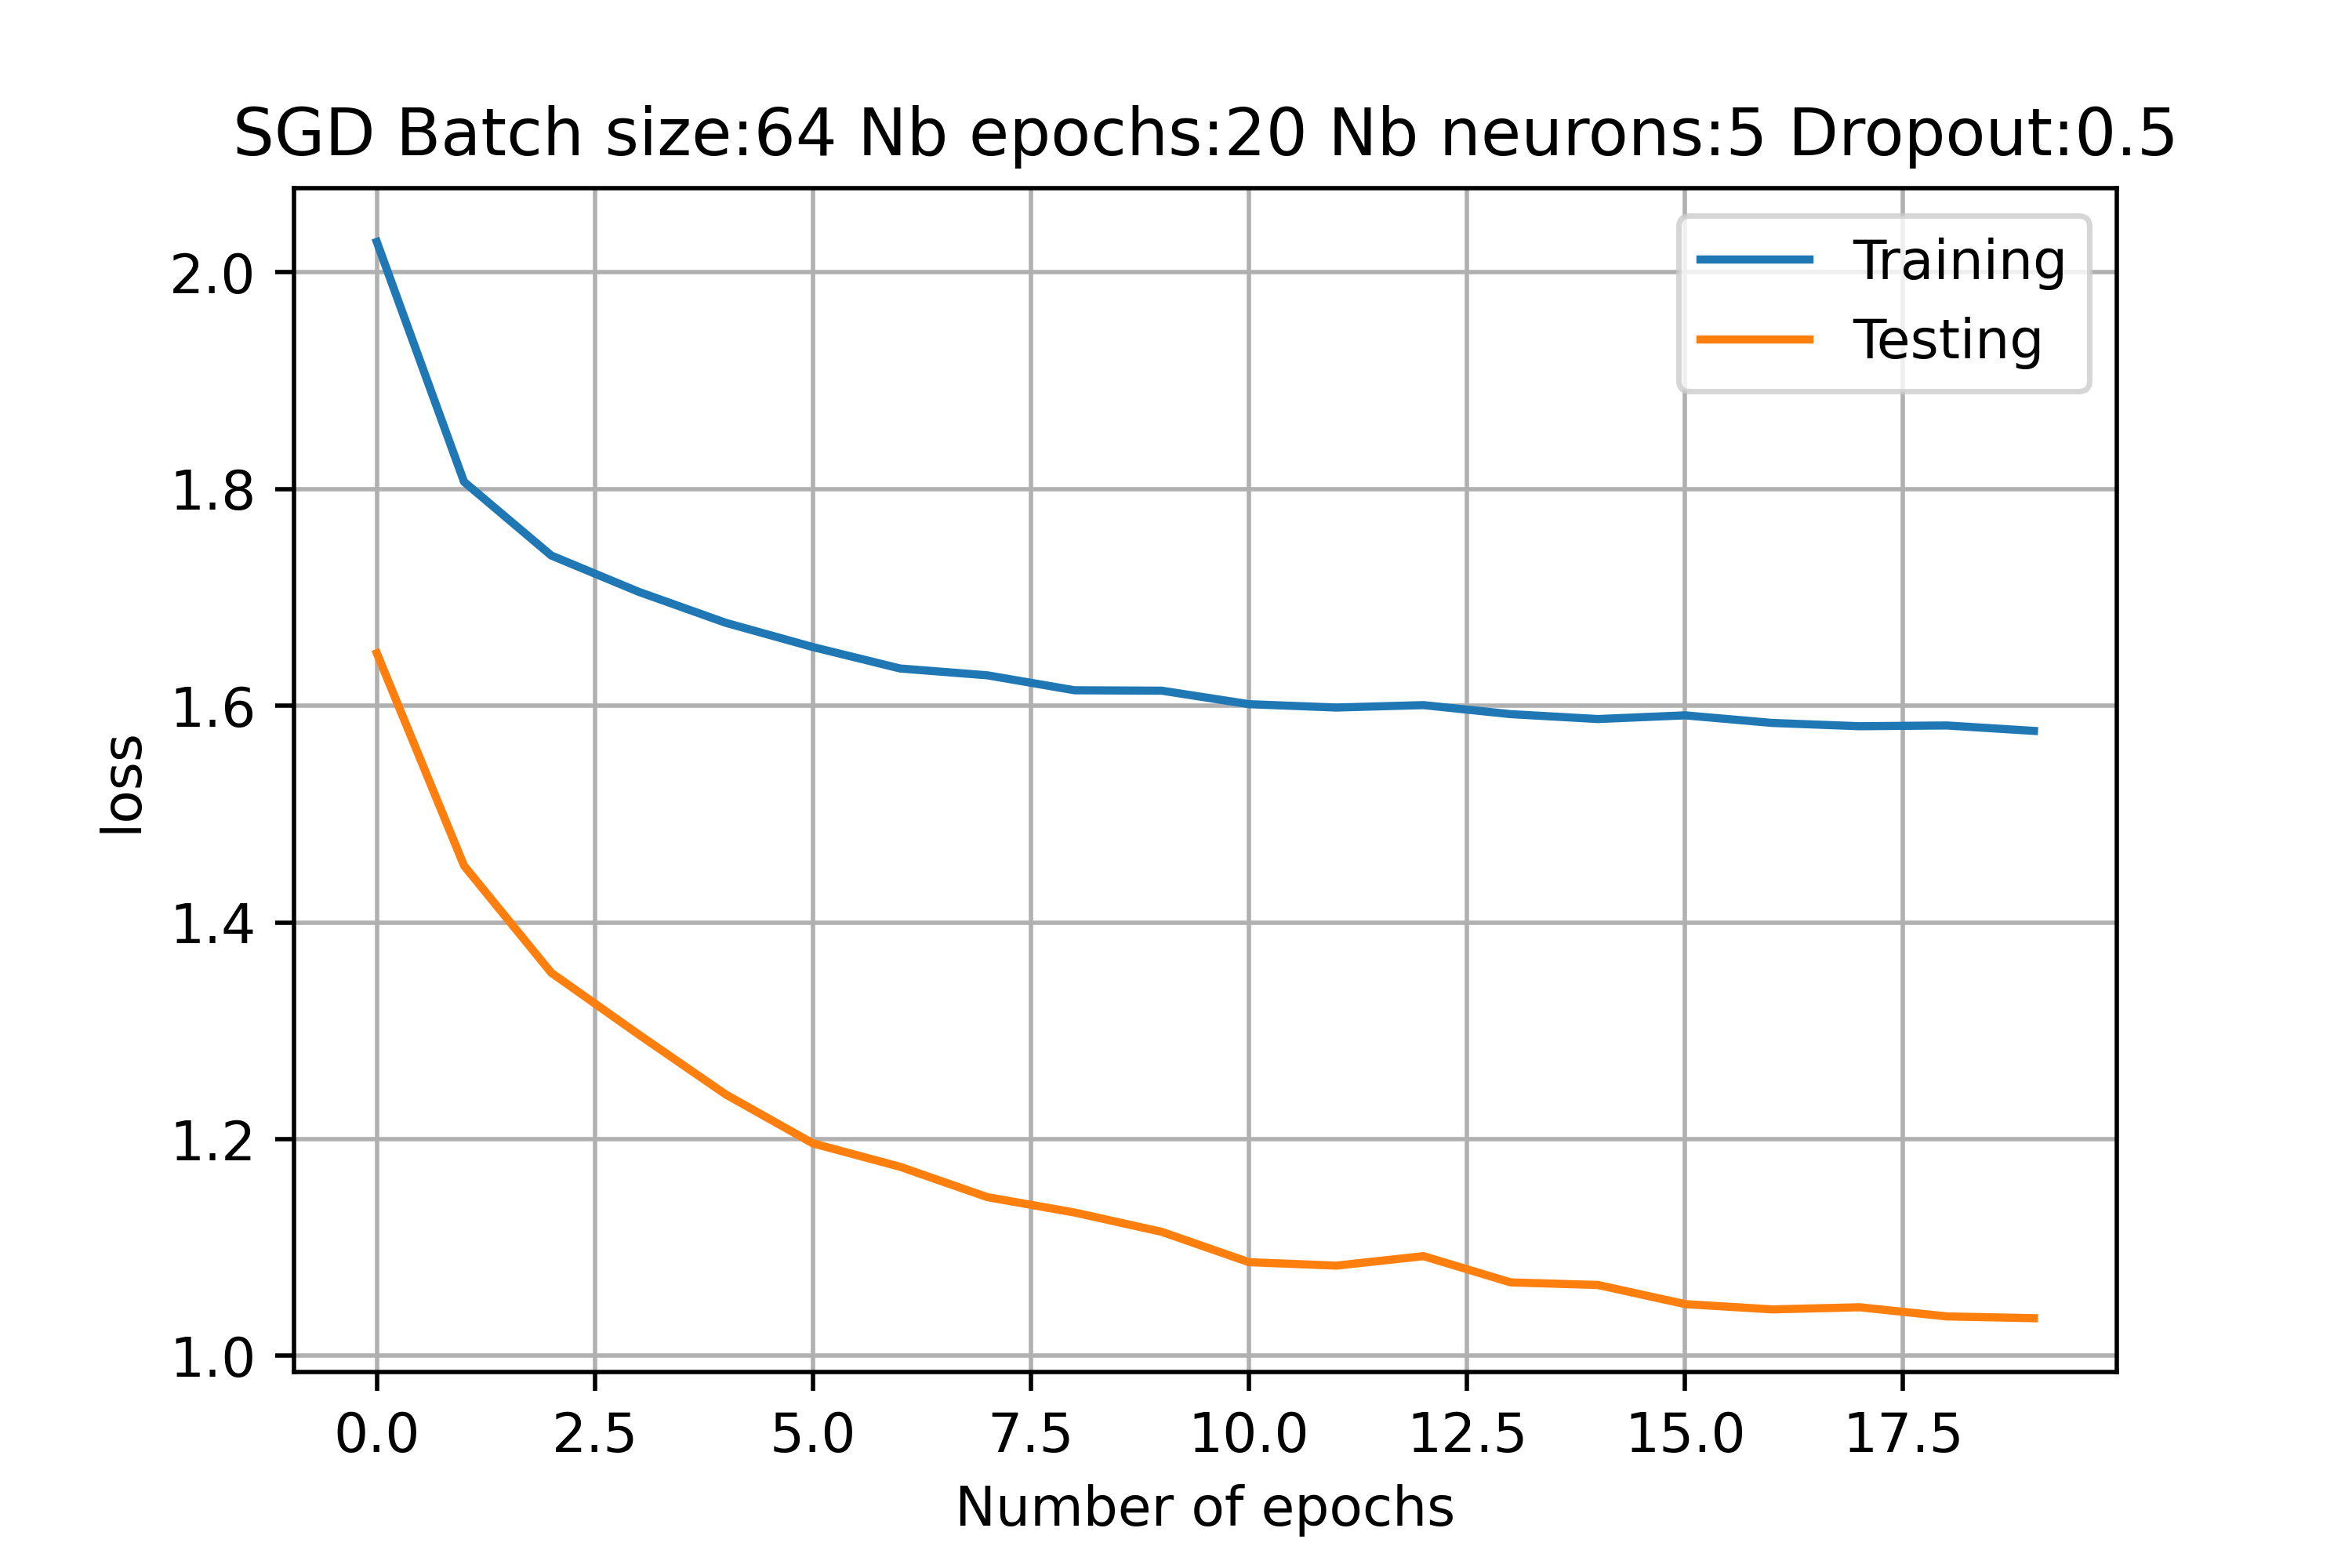 SGD Batch size:64 Nb epochs:20 Nb neurons:5 Dropout:0.5
Training
Testing
2.0
1.8
1.6
1.4
1.2
1.0
loss
0.0 2.5 5.0 7.5 10.0 12.5 15.0 17.5
Number of epochs